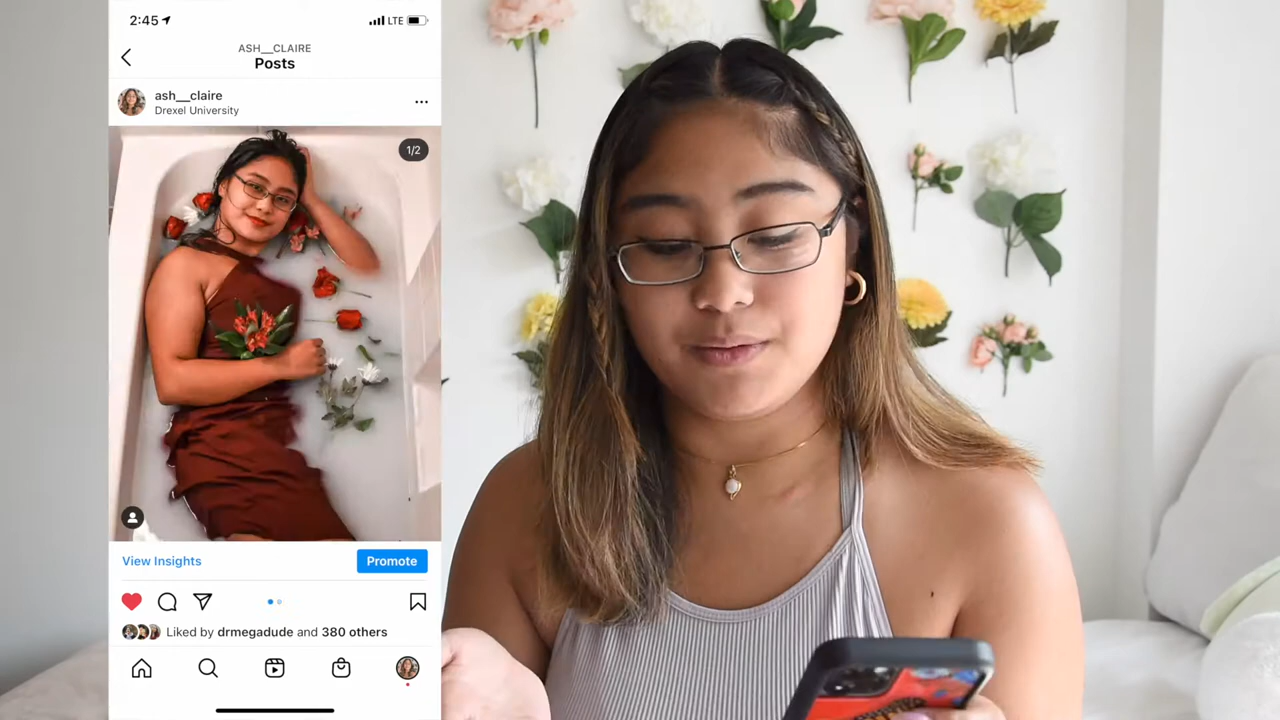 2:45
LTE
ASH__CLAIRE
Posts
ash__claire
Drexel University
1/2
View Insights
Promote
Liked by drmegadude and 380 others